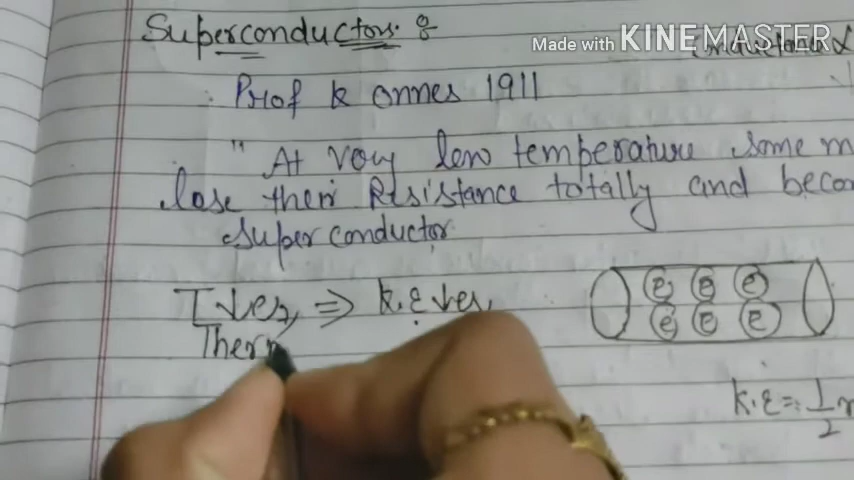 Superconductors :
Made with KINEMASTER
Prof k onnes 1911
" At very low temperature some m
lose their Resistance totally and becom
superconductor.
T↓es, ⇒ k.E↓es,
e e e
e e e
Ther
k.E = 1/2 m